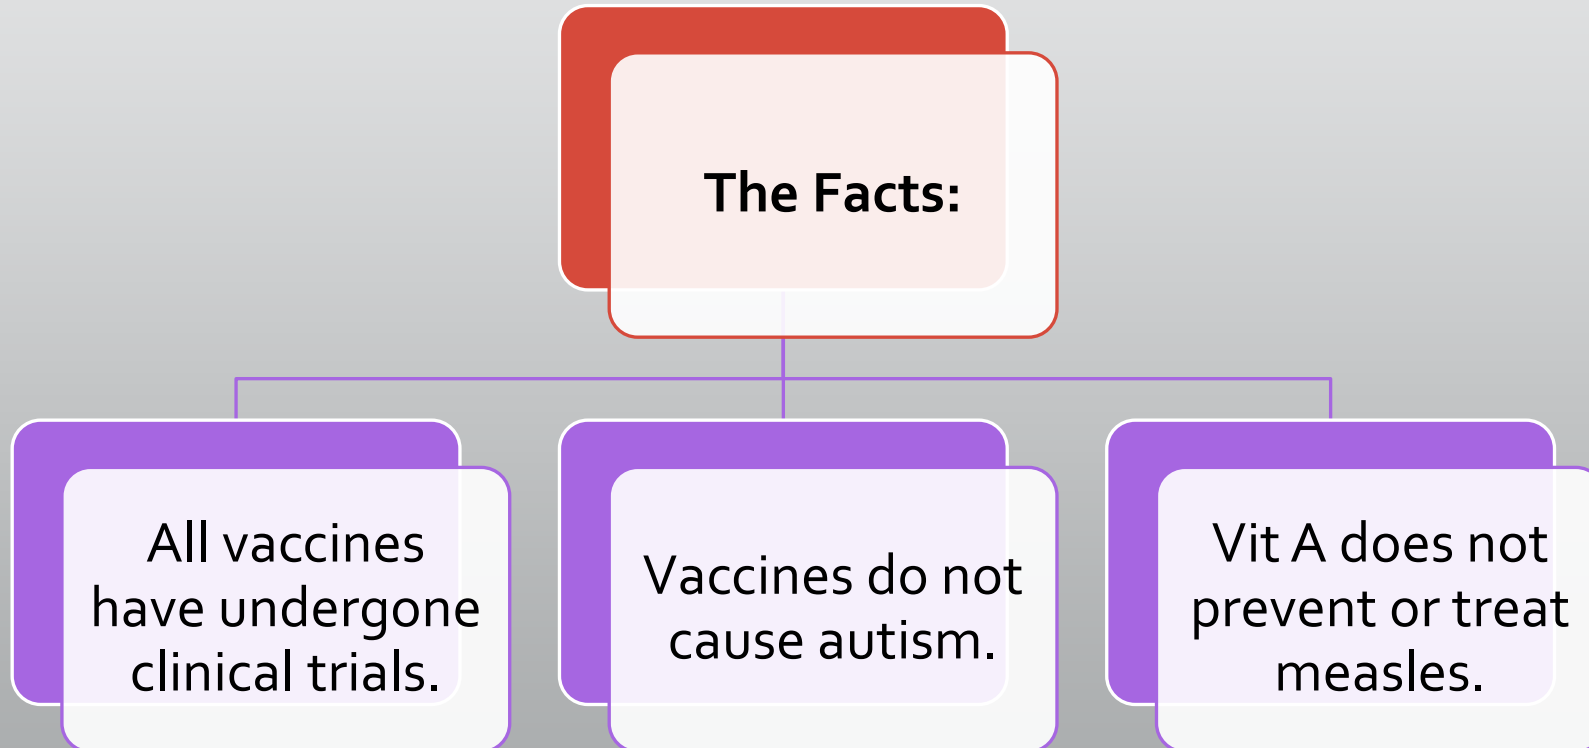 The Facts:
All vaccines
have undergone
clinical trials.
Vaccines do not
cause autism.
Vit A does not
prevent or treat
measles.